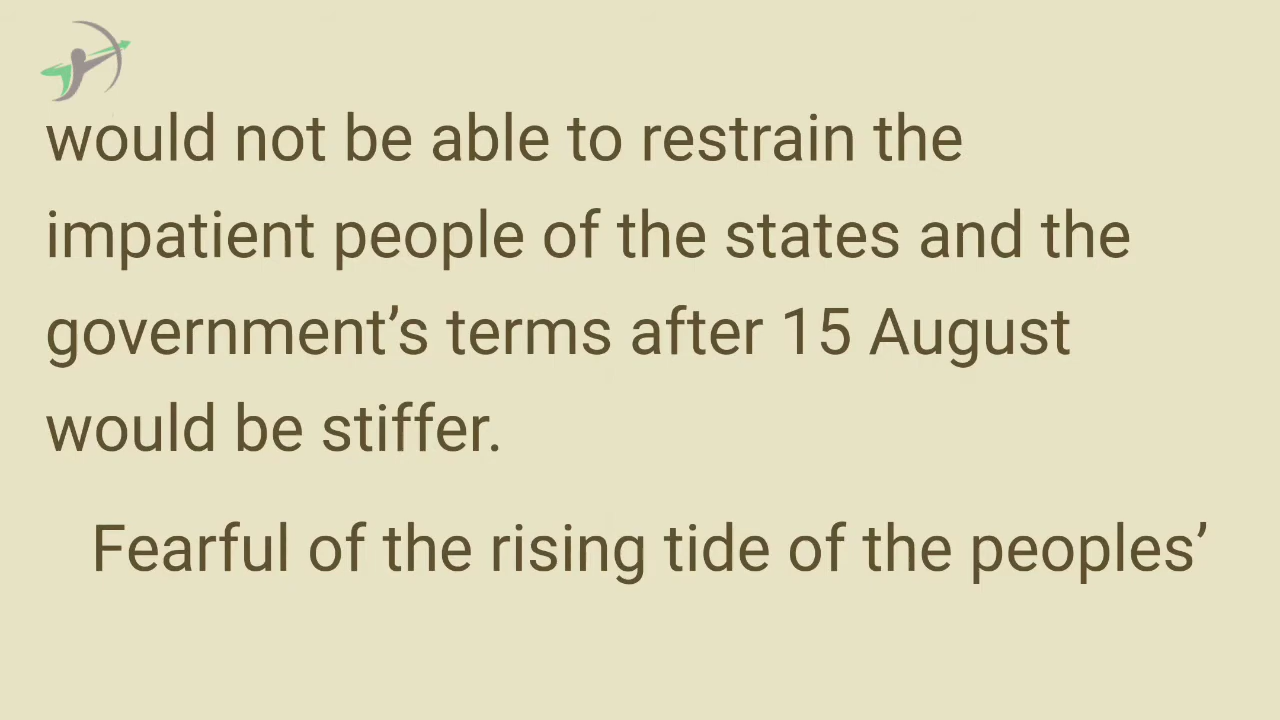 would not be able to restrain the
impatient people of the states and the
government’s terms after 15 August
would be stiffer.
Fearful of the rising tide of the peoples’